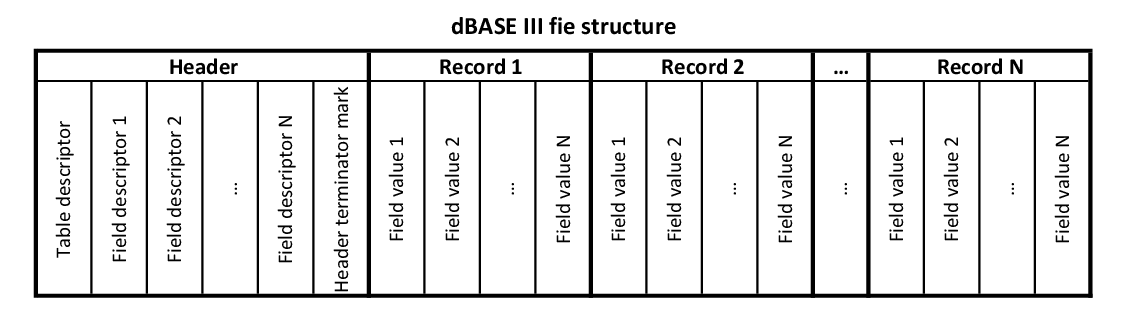 dBASE III fie structure
Header
Record 1
Record 2
...
Record N
Table descriptor
Field descriptor 1
Field descriptor 2
...
Field descriptor N
Header terminator mark
Field value 1
Field value 2
...
Field value N
Field value 1
Field value 2
...
Field value N
...
Field value 1
Field value 2
...
Field value N